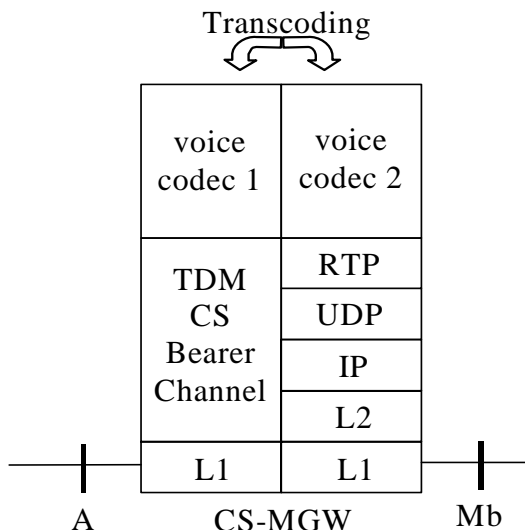 Transcoding
voice
codec 1
voice
codec 2
TDM
CS
Bearer
Channel
RTP
UDP
IP
L2
L1
L1
A
CS-MGW
Mb